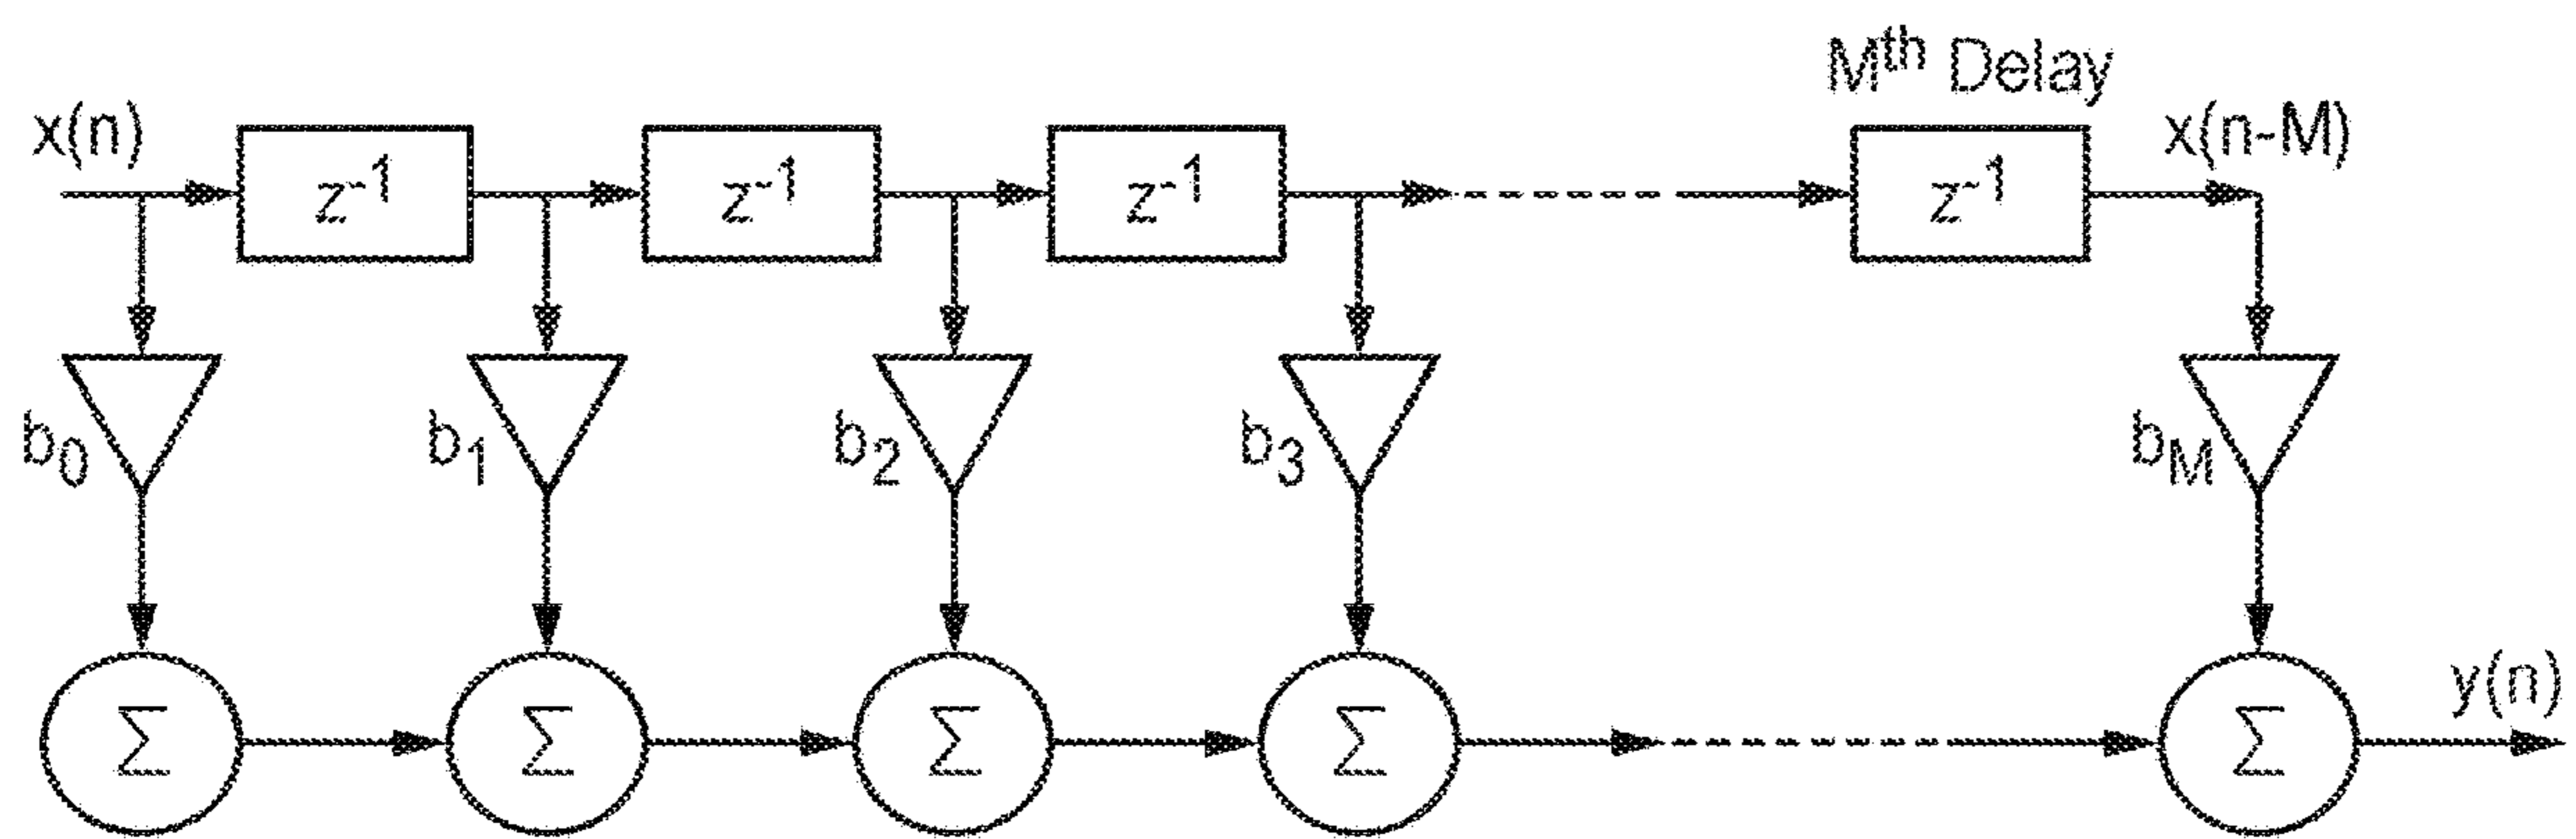 Mth Delay
x(n)
z-1
z-1
z-1
z-1
x(n-M)
b0
b1
b2
b3
bM
Σ
Σ
Σ
Σ
Σ
y(n)